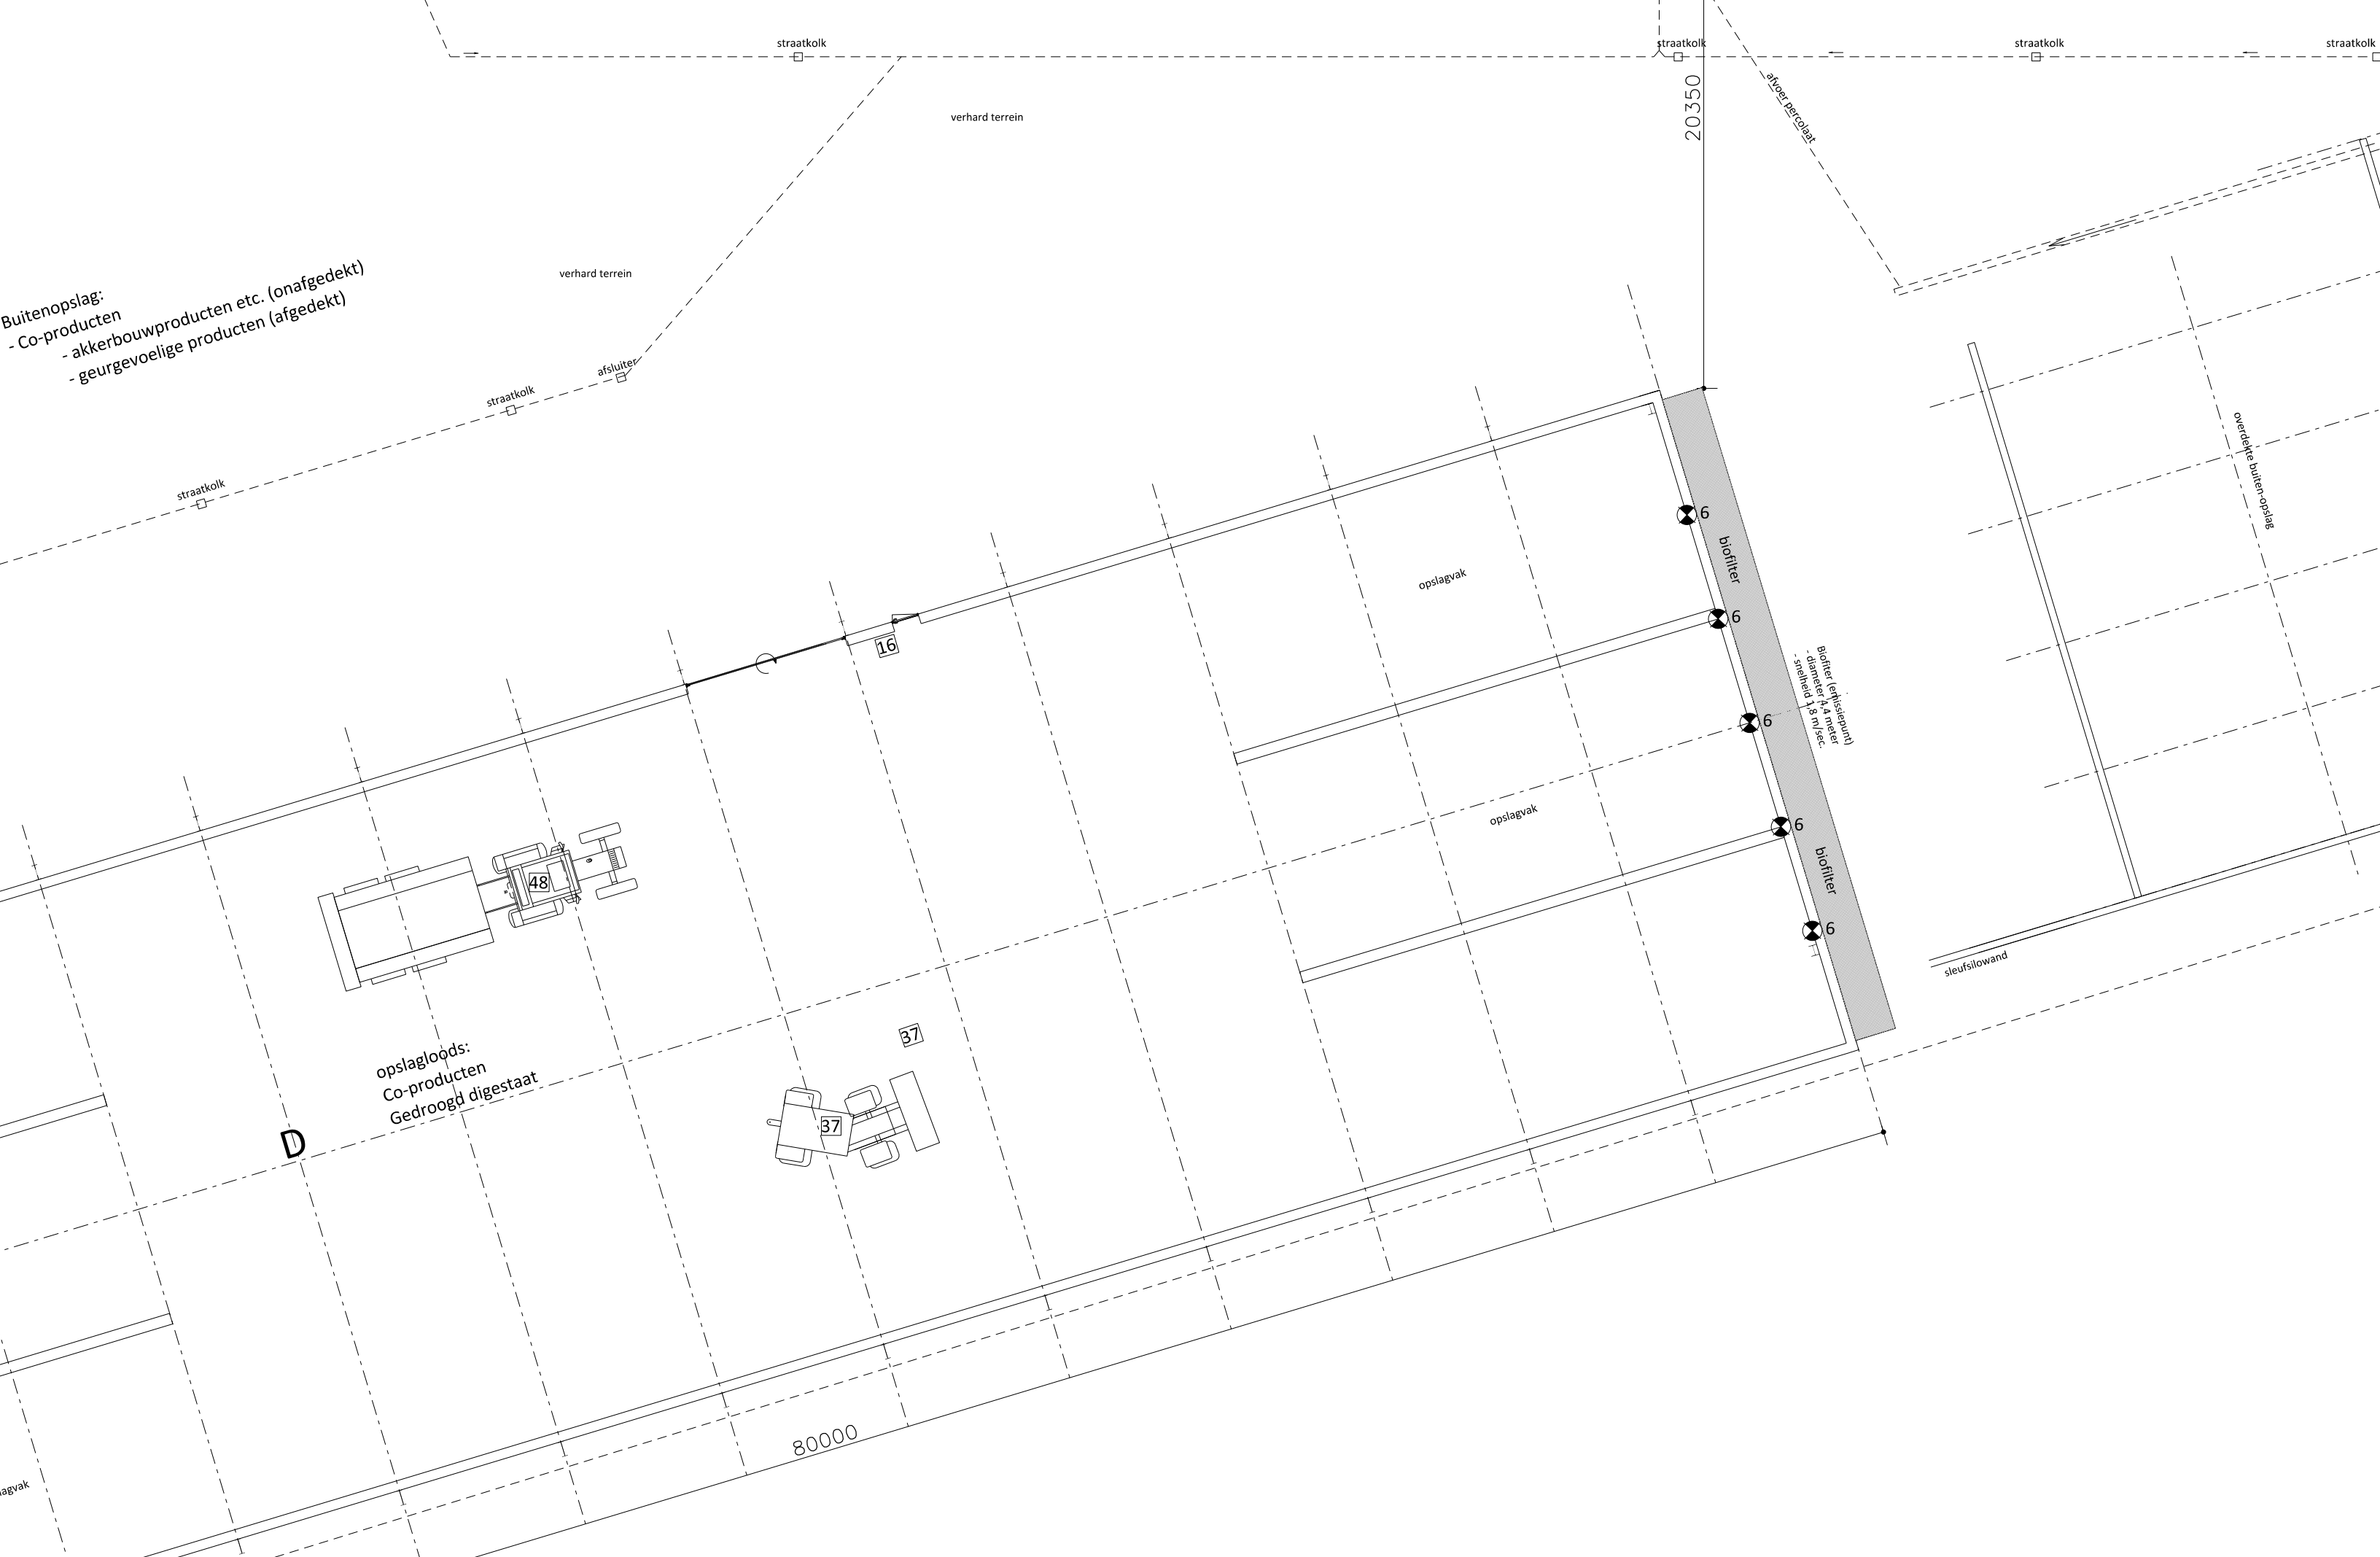 straatkolk
straatkolk
straatkolk
straatkolk
20350
afvoer percolaat
verhard terrein
verhard terrein
Buitenopslag:
- Co-producten
- akkerbouwproducten etc. (onafgedekt)
- geurgevoelige producten (afgedekt)
afsluiter
straatkolk
straatkolk
overdekte buiten-opslag
6
biofilter
opslagvak
6
16
Biofilter (emissiepunt)
- diameter 4,4 meter
- snelheid 1,8 m/sec.
6
opslagvak
6
biofilter
48
6
sleufsilowand
37
opslagloods:
Co-producten
Gedroogd digestaat
37
D
80000